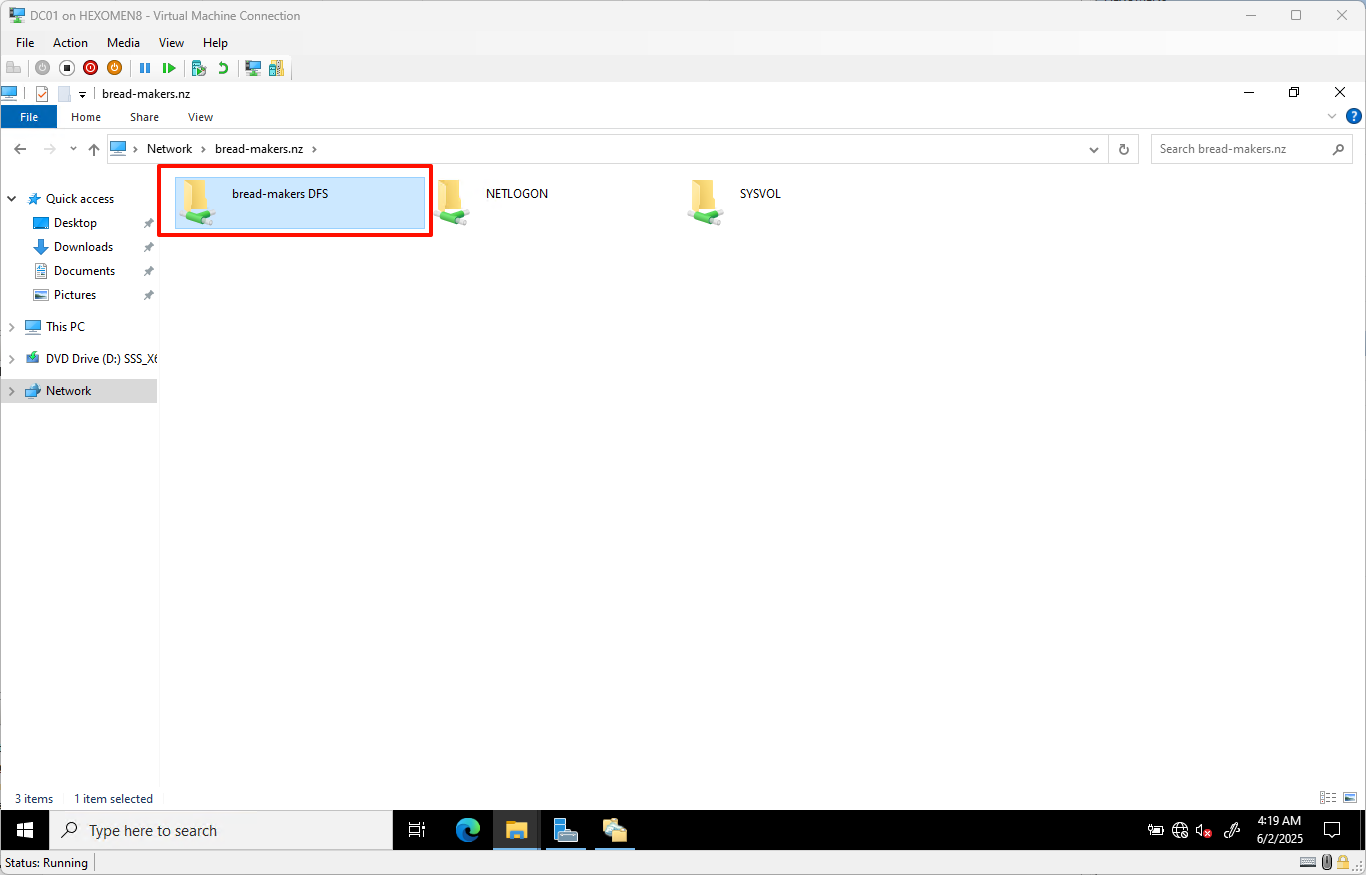 DC01 on HEXOMEN8 - Virtual Machine Connection
File Action Media View Help
bread-makers.nz
File Home Share View
Network > bread-makers.nz >
Search bread-makers.nz
Quick access
Desktop
Downloads
Documents
Pictures
This PC
DVD Drive (D:) SSS_X6
Network
bread-makers DFS
NETLOGON
SYSVOL
3 items 1 item selected
Type here to search
4:19 AM
6/2/2025
Status: Running